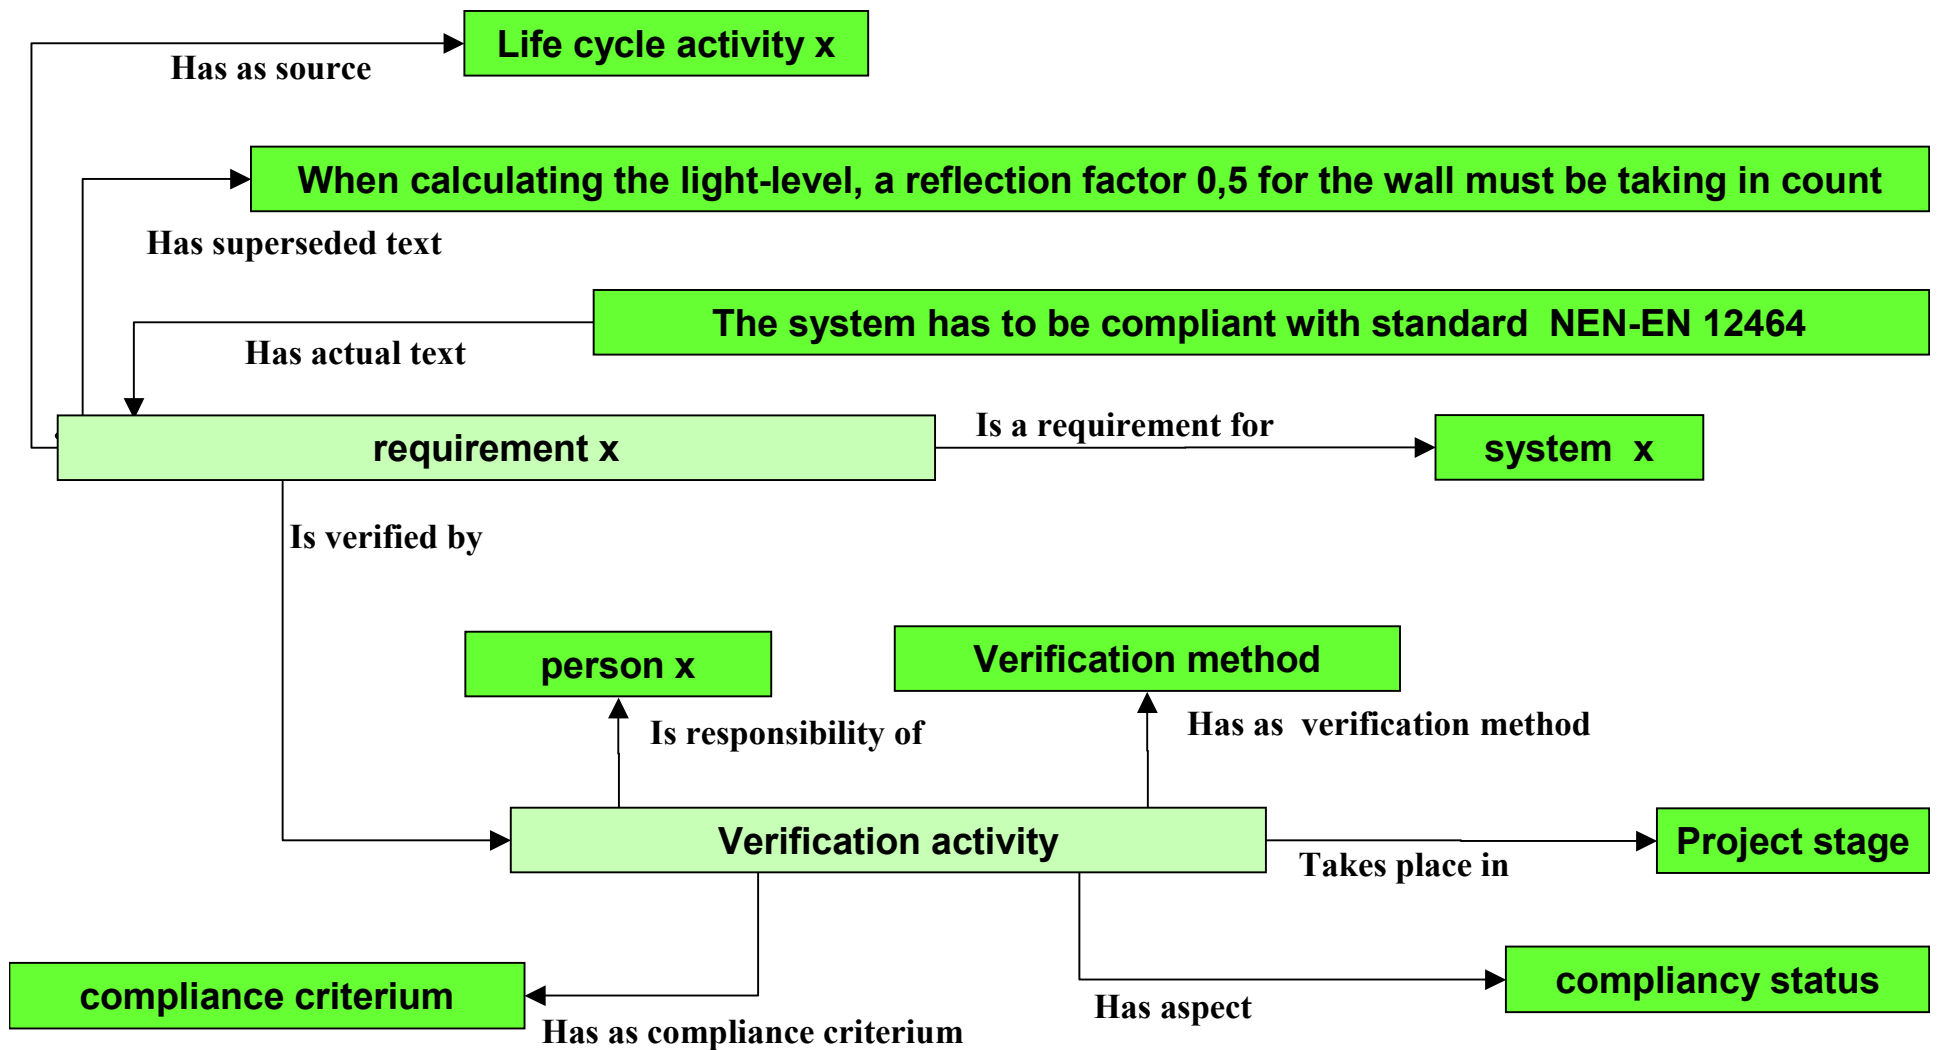 Life cycle activity x
Has as source
When calculating the light-level, a reflection factor 0,5 for the wall must be taking in count
Has superseded text
The system has to be compliant with standard  NEN-EN 12464
Has actual text
requirement x
Is a requirement for
system  x
Is verified by
person x
Verification method
Is responsibility of
Has as  verification method
Verification activity
Project stage
Takes place in
compliance criterium
compliancy status
Has aspect
Has as compliance criterium